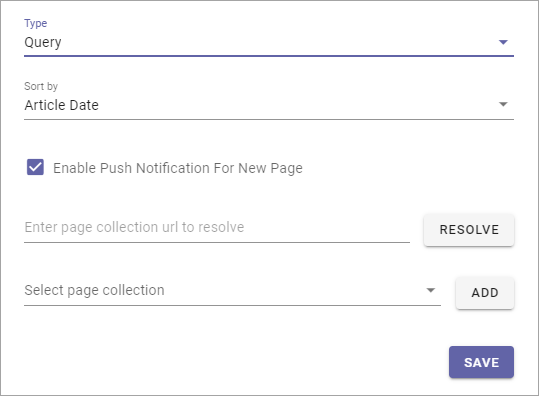 Type
Query
Sort by
Article Date
Enable Push Notification For New Page
Enter page collection url to resolve
RESOLVE
Select page collection
ADD
SAVE